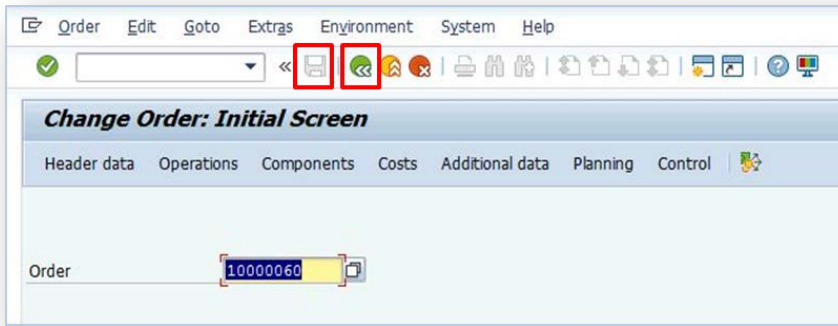 Order Edit Goto Extras Environment System Help
Change Order: Initial Screen
Header data Operations Components Costs Additional data Planning Control
Order 10000060